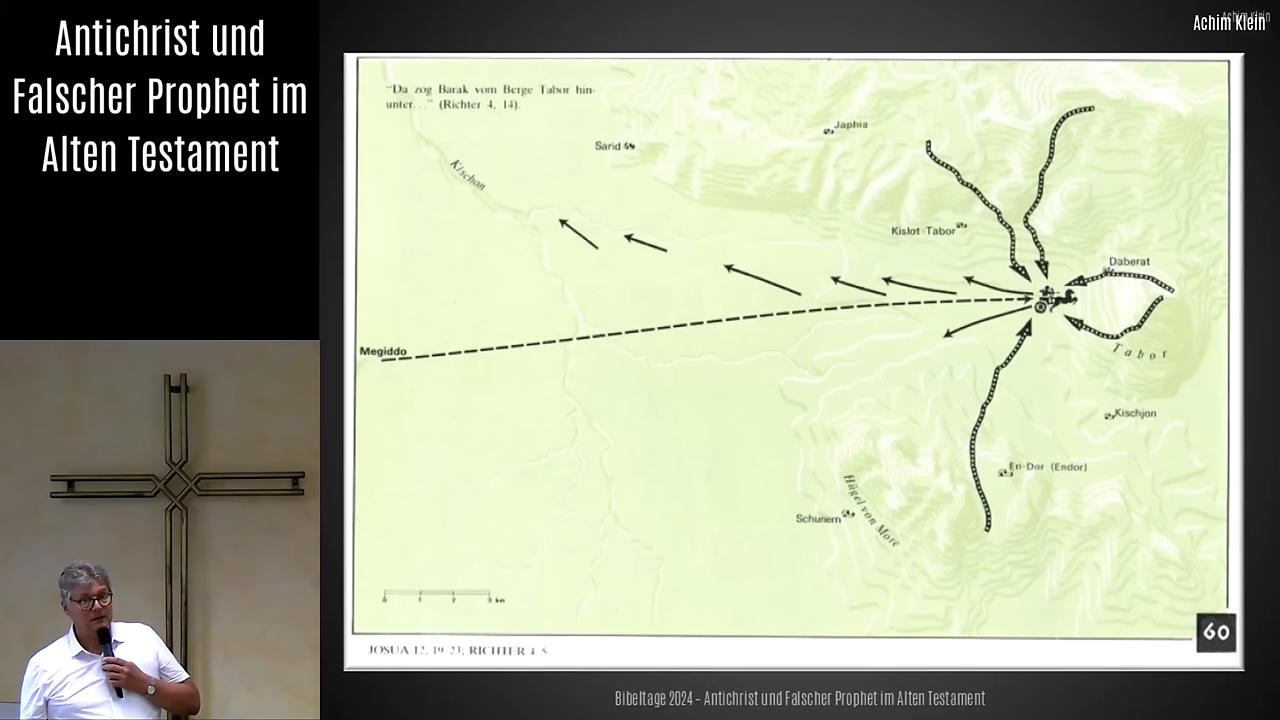 Antichrist und
Falscher Prophet im
Alten Testament
Achim Klein
Achim Klein
"Da zog Barak vom Berge Tabor hin-
unter..." (Richter 4, 14).
Japhia
Sarid
Kischon
Kislot-Tabor
Daberat
Megiddo
Tabor
Kischjon
En-Dor (Endor)
Hügel von More
Schunem
0 1 2 3 km
60
JOSUA 12, 19-23; RICHTER 4-5
Bibeltage 2024 – Antichrist und Falscher Prophet im Alten Testament